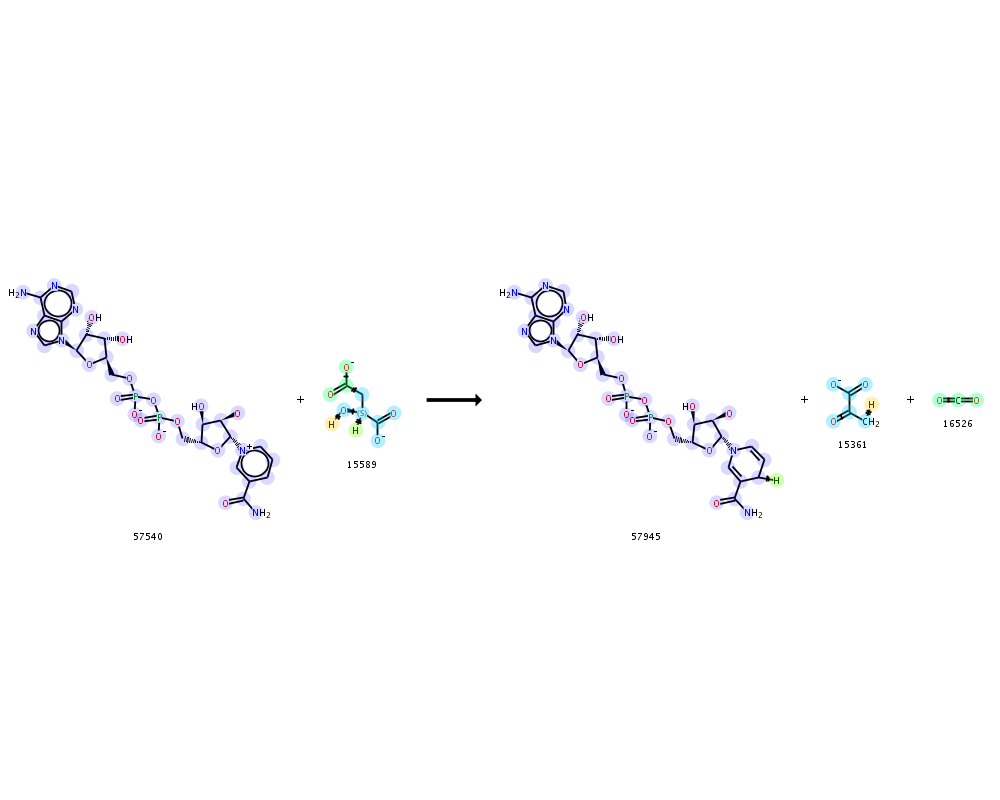 H₂N N N N N OH OH O O P O O⁻ O P O O⁻ O HO O O N⁺ O NH₂
57540
+
O⁻ O O H H O O⁻
15589
H₂N N N N N OH OH O O P O O⁻ O P O O⁻ O HO O O N H O NH₂
57945
+
O⁻ O O H CH₂
15361
+
O C O
16526